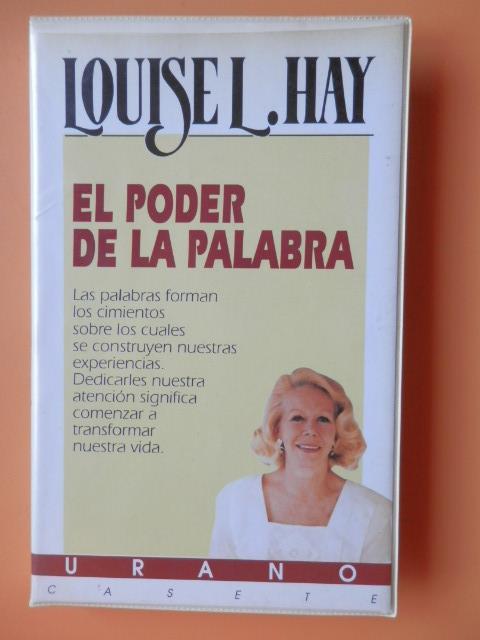 LOUISE L. HAY
EL PODER
DE LA PALABRA
Las palabras forman
los cimientos
sobre los cuales
se construyen nuestras
experiencias.
Dedicarles nuestra
atención significa
comenzar a
transformar
nuestra vida.
URANO
CASETE